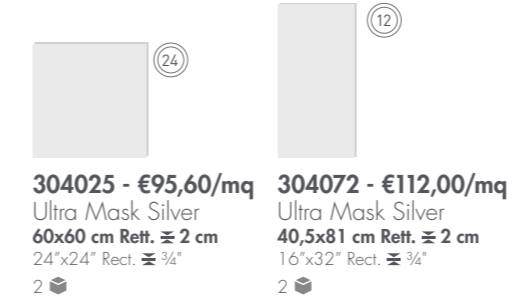 24
12
304025 - €95,60/mq
Ultra Mask Silver
60x60 cm Rett. 2 cm
24"x24" Rect. ¾"
2
304072 - €112,00/mq
Ultra Mask Silver
40,5x81 cm Rett. 2 cm
16"x32" Rect. ¾"
2